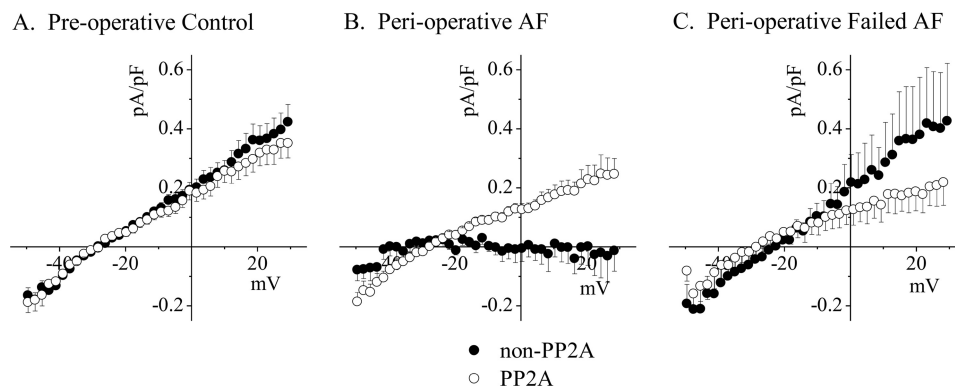 A. Pre-operative Control
B. Peri-operative AF
C. Peri-operative Failed AF
pA/pF
0.6
0.4
0.2
-0.2
-40
-20
20
mV
pA/pF
0.6
0.4
0.2
-0.2
-40
-20
20
mV
pA/pF
0.6
0.4
0.2
-0.2
-40
-20
20
mV
non-PP2A
PP2A